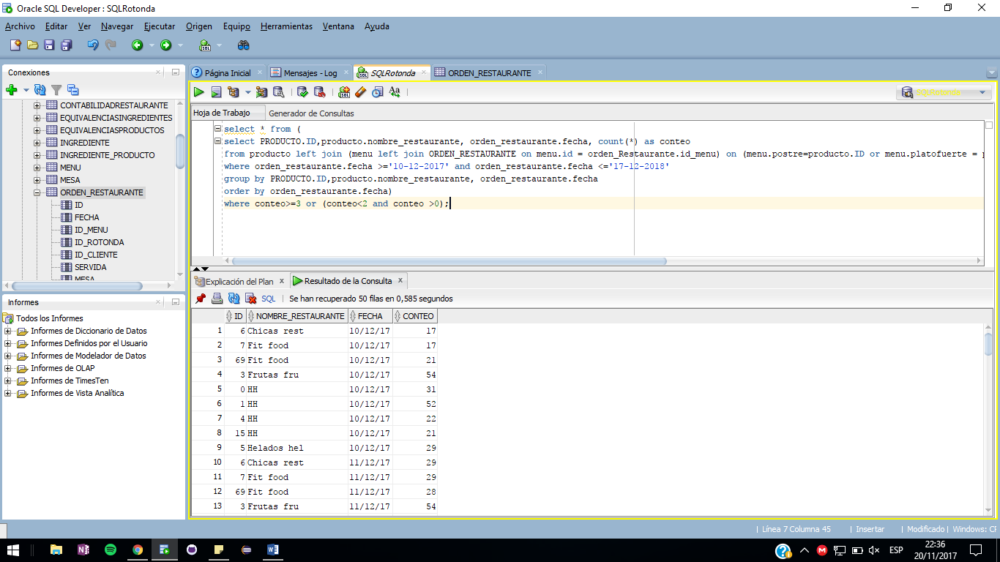 Oracle SQL Developer : SQLRotonda
Archivo Editar Ver Navegar Ejecutar Origen Equipo Herramientas Ventana Ayuda
Conexiones
CONTABILIDADRESTAURANTE
EQUIVALENCIASINGREDIENTES
EQUIVALENCIASPRODUCTOS
INGREDIENTE
INGREDIENTE_PRODUCTO
MENU
MESA
ORDEN_RESTAURANTE
ID
FECHA
ID_MENU
ID_ROTONDA
ID_CLIENTE
SERVIDA
MESA
Informes
Todos los Informes
Informes de Diccionario de Datos
Informes Definidos por el Usuario
Informes de Modelador de Datos
Informes de OLAP
Informes de TimesTen
Informes de Vista Analítica
Página Inicial Mensajes - Log SQLRotonda ORDEN_RESTAURANTE
SQLRotonda
Hoja de Trabajo Generador de Consultas
select * from (
select PRODUCTO.ID,producto.nombre_restaurante, orden_restaurante.fecha, count(*) as conteo
from producto left join (menu left join ORDEN_RESTAURANTE on menu.id = orden_Restaurante.id_menu) on (menu.postre=producto.ID or menu.platofuerte =
where orden_restaurante.fecha >='10-12-2017' and orden_restaurante.fecha <='17-12-2018'
group by PRODUCTO.ID,producto.nombre_restaurante, orden_restaurante.fecha
order by orden_restaurante.fecha)
where conteo>=3 or (conteo<2 and conteo >0);
Explicación del Plan x Resultado de la Consulta x
SQL | Se han recuperado 50 filas en 0,585 segundos
ID NOMBRE_RESTAURANTE FECHA CONTEO
1 6 Chicas rest 10/12/17 17
2 7 Fit food 10/12/17 17
3 69 Fit food 10/12/17 21
4 3 Frutas fru 10/12/17 54
5 0 HH 10/12/17 31
6 1 HH 10/12/17 52
7 4 HH 10/12/17 22
8 15 HH 10/12/17 21
9 5 Helados hel 10/12/17 29
10 6 Chicas rest 11/12/17 29
11 7 Fit food 11/12/17 29
12 69 Fit food 11/12/17 28
13 3 Frutas fru 11/12/17 54
| Línea 7 Columna 45 | Insertar | Modificado | Windows: CF
ESP
22:36
20/11/2017